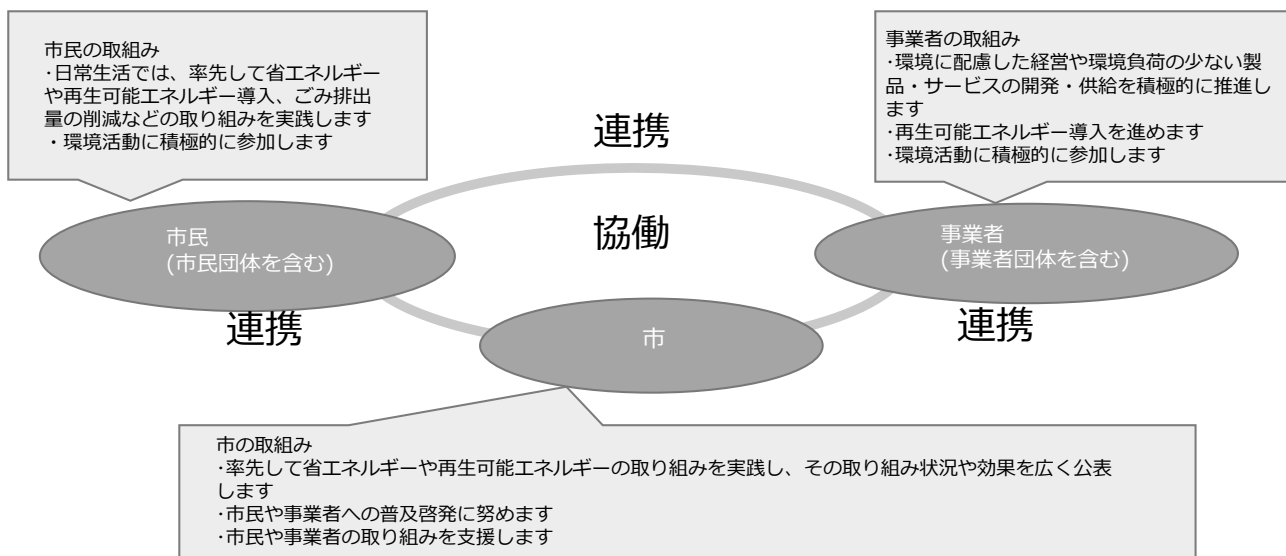 市民の取組み
･日常生活では、率先して省エネルギー
や再生可能エネルギー導入、ごみ排出
量の削減などの取り組みを実践します
・環境活動に積極的に参加します
事業者の取組み
･環境に配慮した経営や環境負荷の少ない製
品・サービスの開発・供給を積極的に推進し
ます
･再生可能エネルギー導入を進めます
･環境活動に積極的に参加します
連携
協働
市民
(市民団体を含む)
事業者
(事業者団体を含む)
連携
市
連携
市の取組み
･率先して省エネルギーや再生可能エネルギーの取り組みを実践し、その取り組み状況や効果を広く公表
します
･市民や事業者への普及啓発に努めます
･市民や事業者の取り組みを支援します